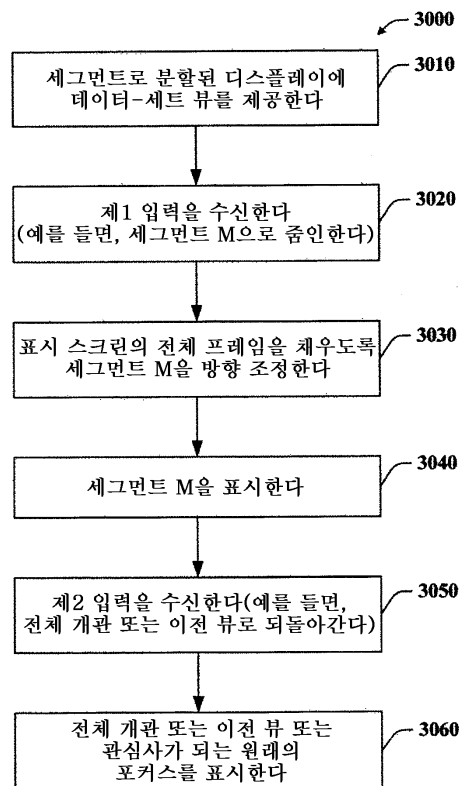 3000
세그먼트로 분할된 디스플레이에
데이터-세트 뷰를 제공한다
3010
제1 입력을 수신한다
(예를 들면, 세그먼트 M으로 줌인한다)
3020
표시 스크린의 전체 프레임을 채우도록
세그먼트 M을 방향 조정한다
3030
세그먼트 M을 표시한다
3040
제2 입력을 수신한다(예를 들면,
전체 개관 또는 이전 뷰로 되돌아간다)
3050
전체 개관 또는 이전 뷰 또는
관심사가 되는 원래의
포커스를 표시한다
3060